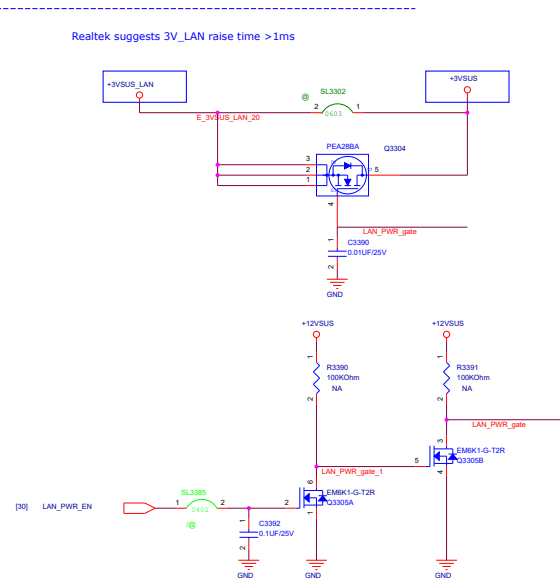 Realtek suggests 3V_LAN raise time >1ms
+3VSUS_LAN
+3VSUS
@
SL3302
2
1
0603
E_3VSUS_LAN_20
PEA28BA
Q3304
3
2
1
5
4
LAN_PWR_gate
1
C3390
0.01UF/25V
2
GND
+12VSUS
+12VSUS
1
R3390
100KOhm
NA
2
1
R3391
100KOhm
NA
2
LAN_PWR_gate
3
EM6K1-G-T2R
Q3305B
5
4
LAN_PWR_gate_1
6
EM6K1-G-T2R
Q3305A
2
1
SL3385
[30] LAN_PWR_EN
1
2
0402
/@
1
C3392
0.1UF/25V
2
GND
GND
GND